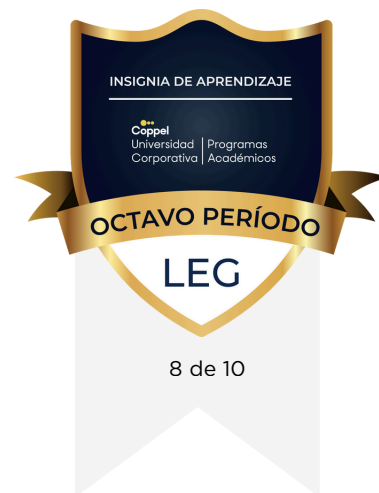 INSIGNIA DE APRENDIZAJE
Coppel
Universidad | Programas
Corporativa | Académicos
OCTAVO PERÍODO
LEG
8 de 10